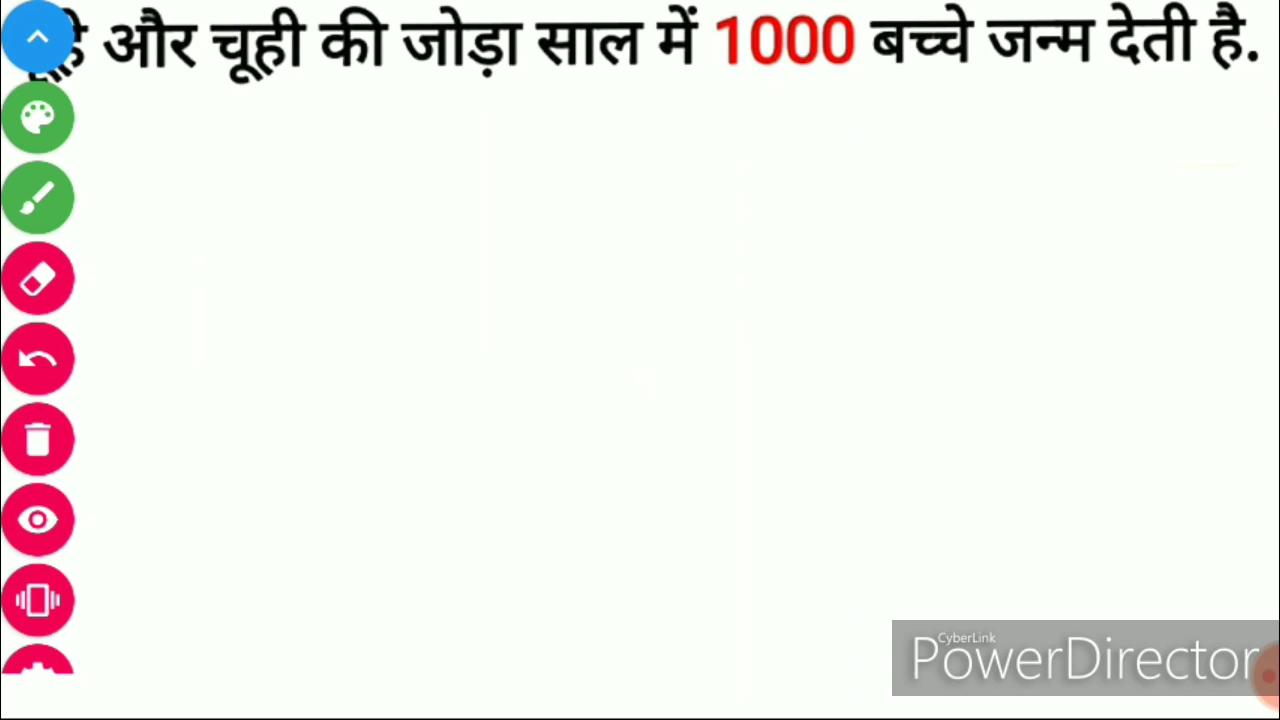 और चूही की जोड़ा साल में 1000 बच्चे जन्म देती है.
CyberLink
PowerDirector